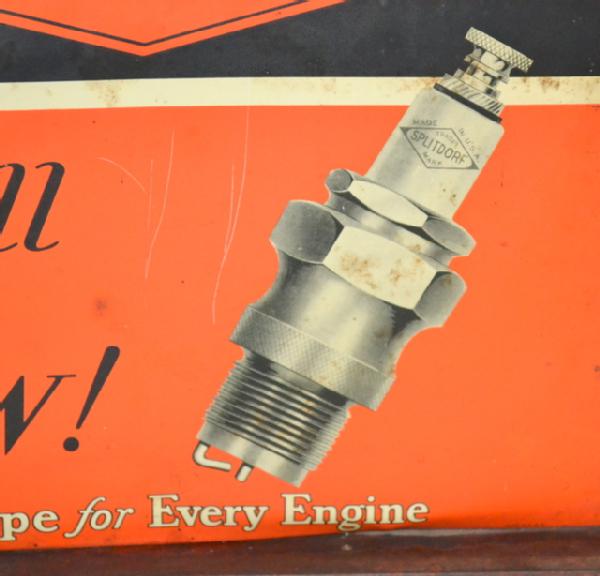 w!
pe for Every Engine
MADE IN U.S.A.
TRADE
SPLITDORF
MARK